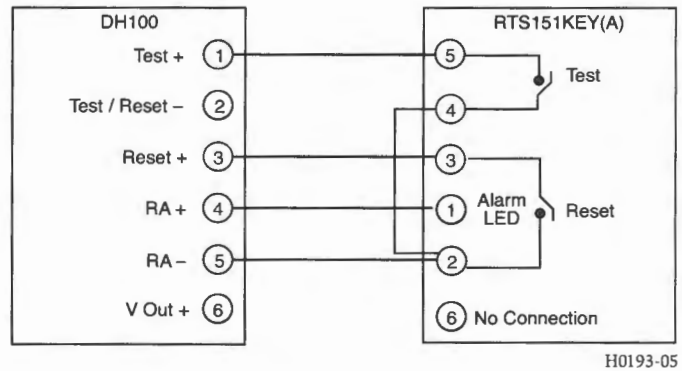 DH100
Test + 1
Test / Reset – 2
Reset + 3
RA + 4
RA – 5
V Out + 6
RTS151KEY(A)
5
Test
4
3
1 Alarm
LED
Reset
2
6 No Connection
H0193-05